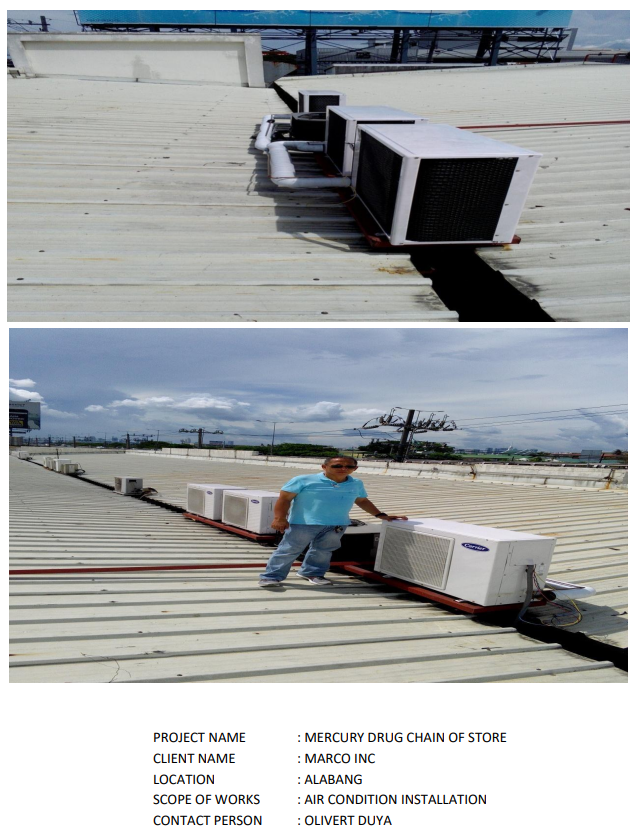 Carrier
PROJECT NAME : MERCURY DRUG CHAIN OF STORE
CLIENT NAME : MARCO INC
LOCATION : ALABANG
SCOPE OF WORKS : AIR CONDITION INSTALLATION
CONTACT PERSON : OLIVERT DUYA